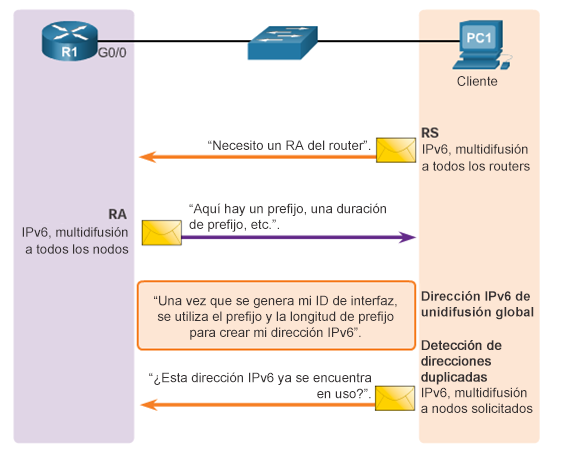 R1
G0/0
PC1
Cliente
“Necesito un RA del router”.
RS
IPv6, multidifusión
a todos los routers
RA
IPv6, multidifusión
a todos los nodos
“Aquí hay un prefijo, una duración
de prefijo, etc.”.
“Una vez que se genera mi ID de interfaz,
se utiliza el prefijo y la longitud de prefijo
para crear mi dirección IPv6”.
Dirección IPv6 de
unidifusión global
Detección de
direcciones
duplicadas
IPv6, multidifusión
a nodos solicitados
“¿Esta dirección IPv6 ya se encuentra
en uso?”.